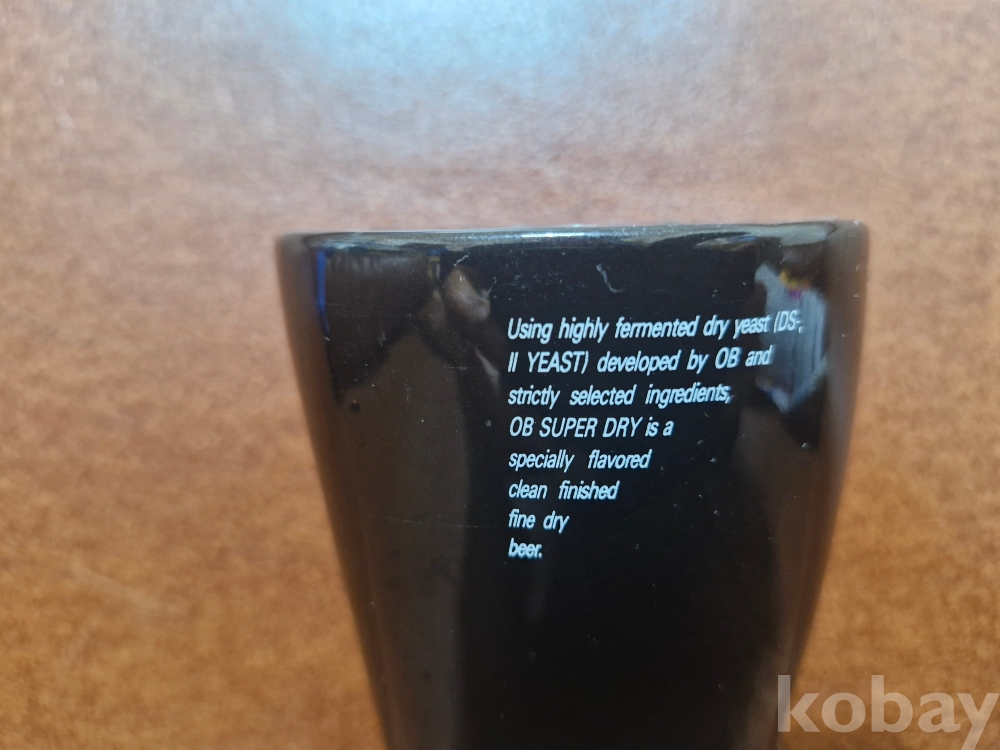 Using highly fermented dry yeast (DS-
II YEAST) developed by OB and
strictly selected ingredients,
OB SUPER DRY is a
specially flavored
clean finished
fine dry
beer.
kobay